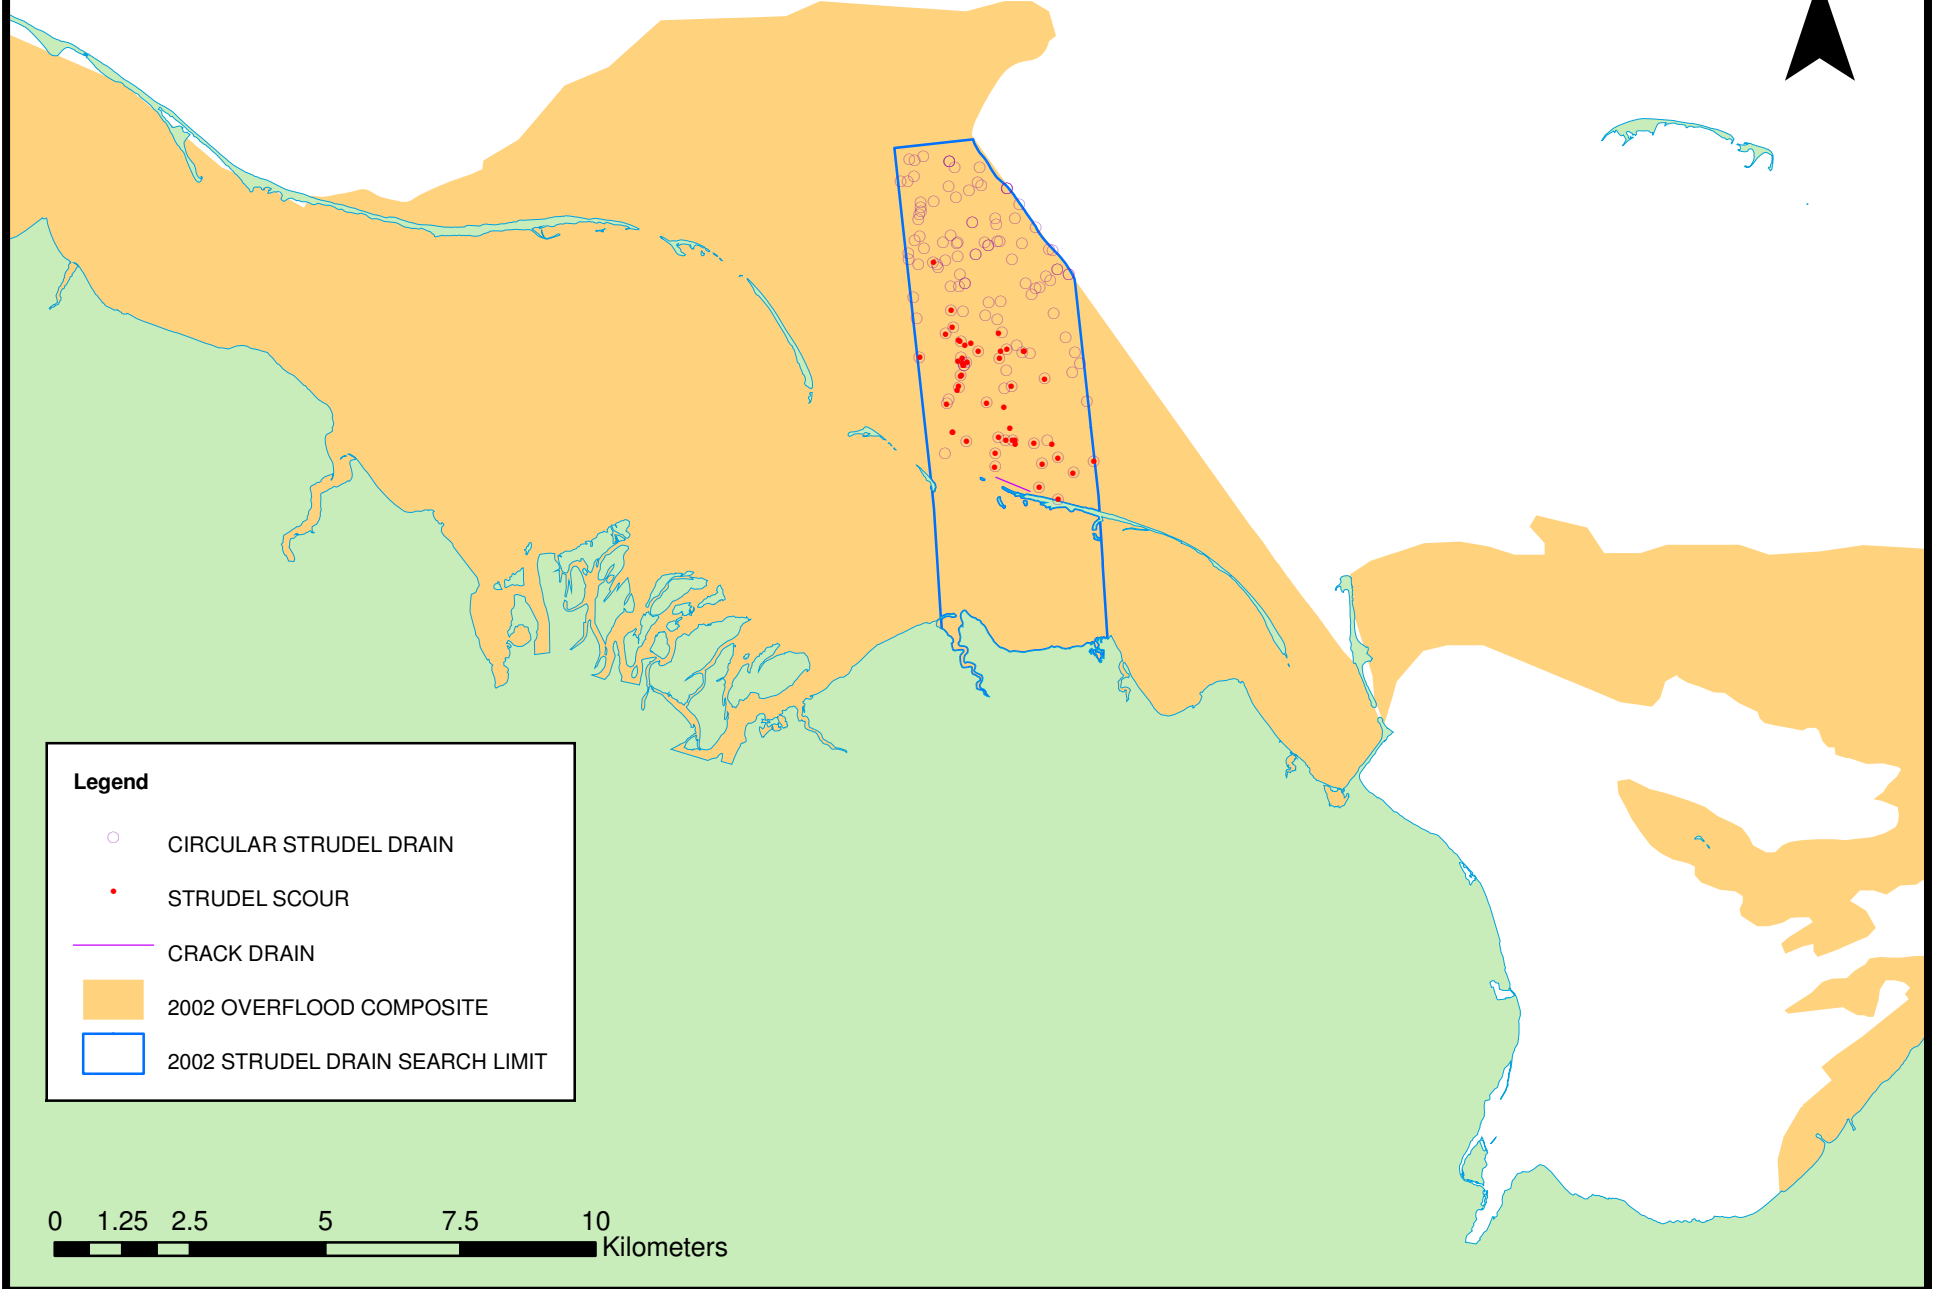 Legend
CIRCULAR STRUDEL DRAIN
STRUDEL SCOUR
CRACK DRAIN
2002 OVERFLOOD COMPOSITE
2002 STRUDEL DRAIN SEARCH LIMIT
0 1.25 2.5 5 7.5 10
Kilometers